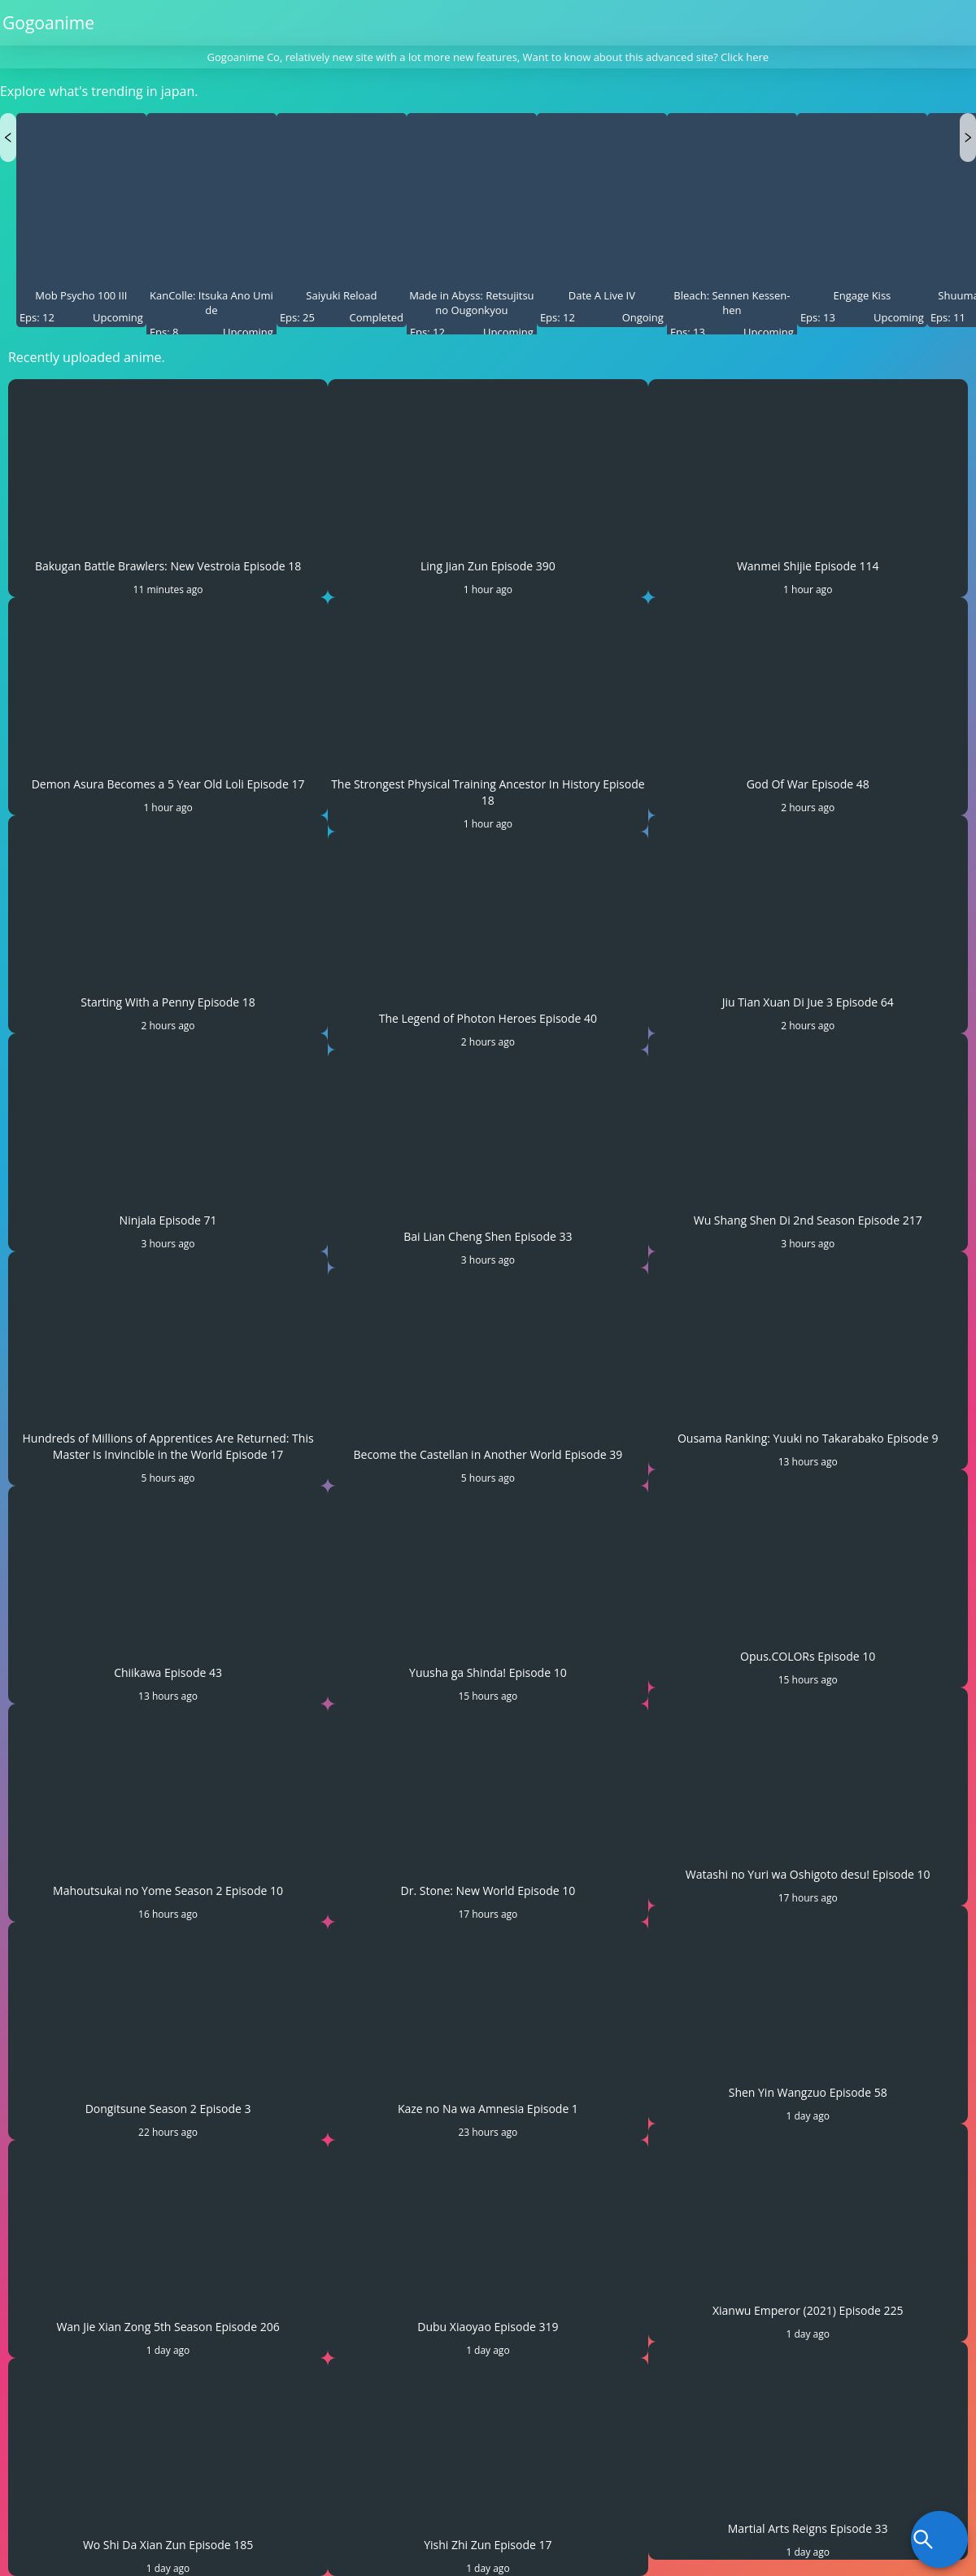 Gogoanime
Gogoanime Co, relatively new site with a lot more new features, Want to know about this advanced site? Click here
Explore what's trending in japan.
Mob Psycho 100 III
Eps: 12 Upcoming
KanColle: Itsuka Ano Umi
de
Eps: 8 Upcoming
Saiyuki Reload
Eps: 25 Completed
Made in Abyss: Retsujitsu
no Ougonkyou
Eps: 12 Upcoming
Date A Live IV
Eps: 12 Ongoing
Bleach: Sennen Kessen-
hen
Eps: 13 Upcoming
Engage Kiss
Eps: 13 Upcoming
Eps: 11
Recently uploaded anime.
Bakugan Battle Brawlers: New Vestroia Episode 18
11 minutes ago
Ling Jian Zun Episode 390
1 hour ago
Wanmei Shijie Episode 114
1 hour ago
Demon Asura Becomes a 5 Year Old Loli Episode 17
1 hour ago
The Strongest Physical Training Ancestor In History Episode
18
1 hour ago
God Of War Episode 48
2 hours ago
Starting With a Penny Episode 18
2 hours ago
The Legend of Photon Heroes Episode 40
2 hours ago
Jiu Tian Xuan Di Jue 3 Episode 64
2 hours ago
Ninjala Episode 71
3 hours ago
Bai Lian Cheng Shen Episode 33
3 hours ago
Wu Shang Shen Di 2nd Season Episode 217
3 hours ago
Hundreds of Millions of Apprentices Are Returned: This
Master Is Invincible in the World Episode 17
5 hours ago
Become the Castellan in Another World Episode 39
5 hours ago
Ousama Ranking: Yuuki no Takarabako Episode 9
13 hours ago
Chiikawa Episode 43
13 hours ago
Yuusha ga Shinda! Episode 10
15 hours ago
Opus.COLORs Episode 10
15 hours ago
Mahoutsukai no Yome Season 2 Episode 10
16 hours ago
Dr. Stone: New World Episode 10
17 hours ago
Watashi no Yuri wa Oshigoto desu! Episode 10
17 hours ago
Dongitsune Season 2 Episode 3
22 hours ago
Kaze no Na wa Amnesia Episode 1
23 hours ago
Shen Yin Wangzuo Episode 58
1 day ago
Wan Jie Xian Zong 5th Season Episode 206
1 day ago
Dubu Xiaoyao Episode 319
1 day ago
Xianwu Emperor (2021) Episode 225
1 day ago
Wo Shi Da Xian Zun Episode 185
1 day ago
Yishi Zhi Zun Episode 17
1 day ago
Martial Arts Reigns Episode 33
1 day ago